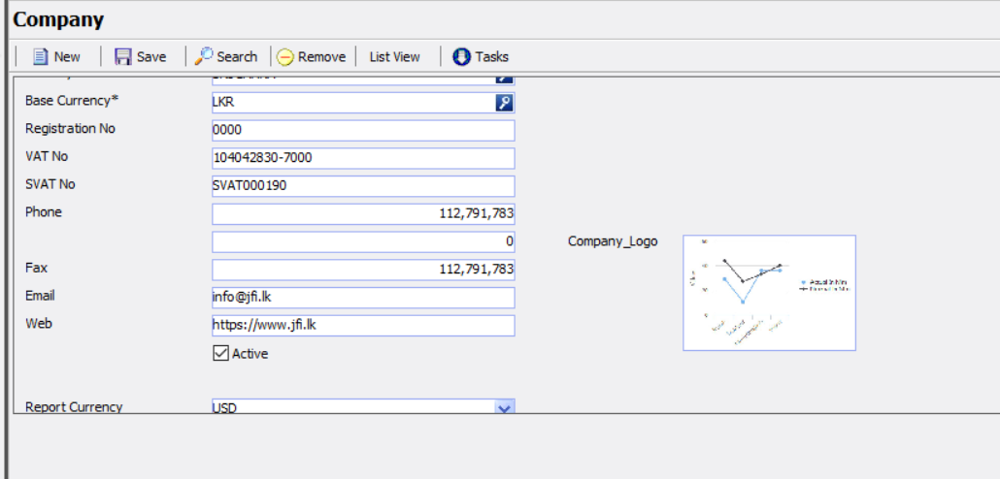 Company
New Save Search Remove List View Tasks
Base Currency* LKR
Registration No 0000
VAT No 104042830-7000
SVAT No SVAT000190
Phone 112,791,783
0
Company_Logo
Fax 112,791,783
Email info@jfi.lk
Web https://www.jfi.lk
Active
Report Currency USD